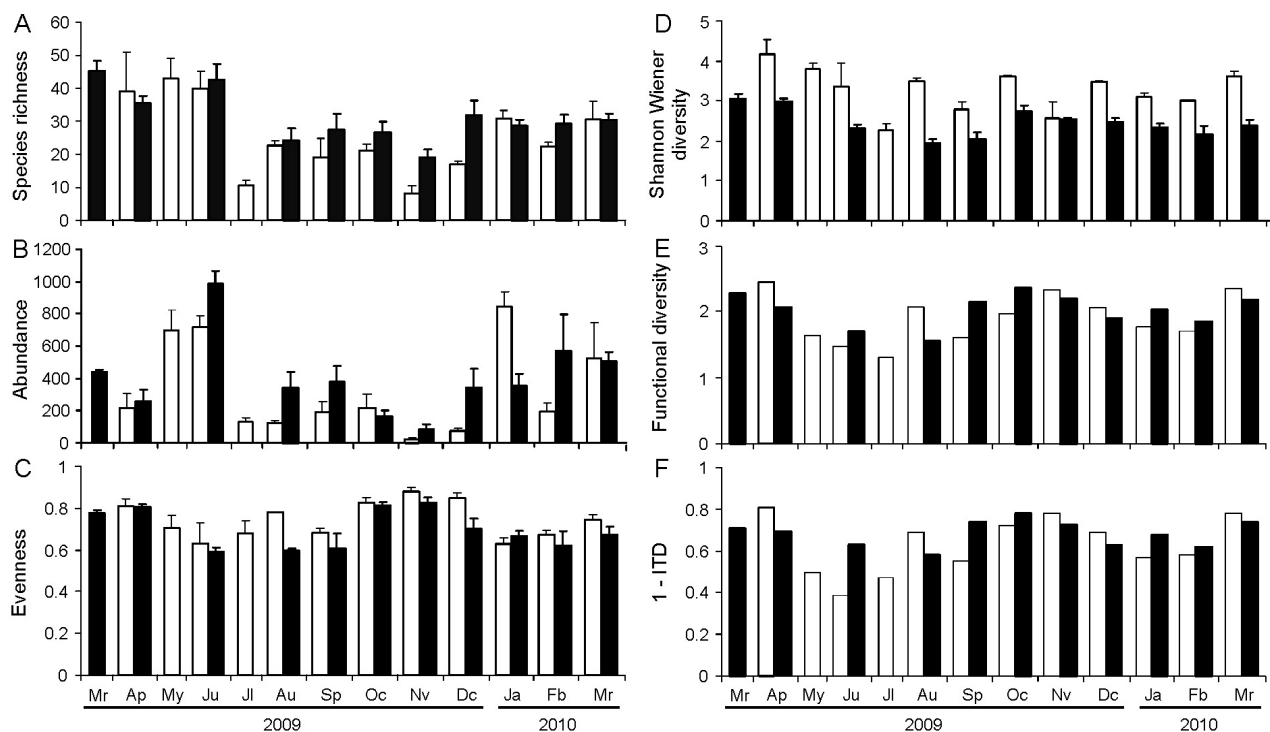 A
Species richness
60
50
40
30
20
10
0
B
Abundance
1200
1000
800
600
400
200
0
C
Evenness
1
0.8
0.6
0.4
0.2
0
Mr Ap My Ju Jl Au Sp Oc Nv Dc Ja Fb Mr
2009 2010
D
Shannon Wiener
diversity
5
4
3
2
1
0
E
Functional diversity
3
2
1
0
F
1 - ITD
1
0.8
0.6
0.4
0.2
0
Mr Ap My Ju Jl Au Sp Oc Nv Dc Ja Fb Mr
2009 2010